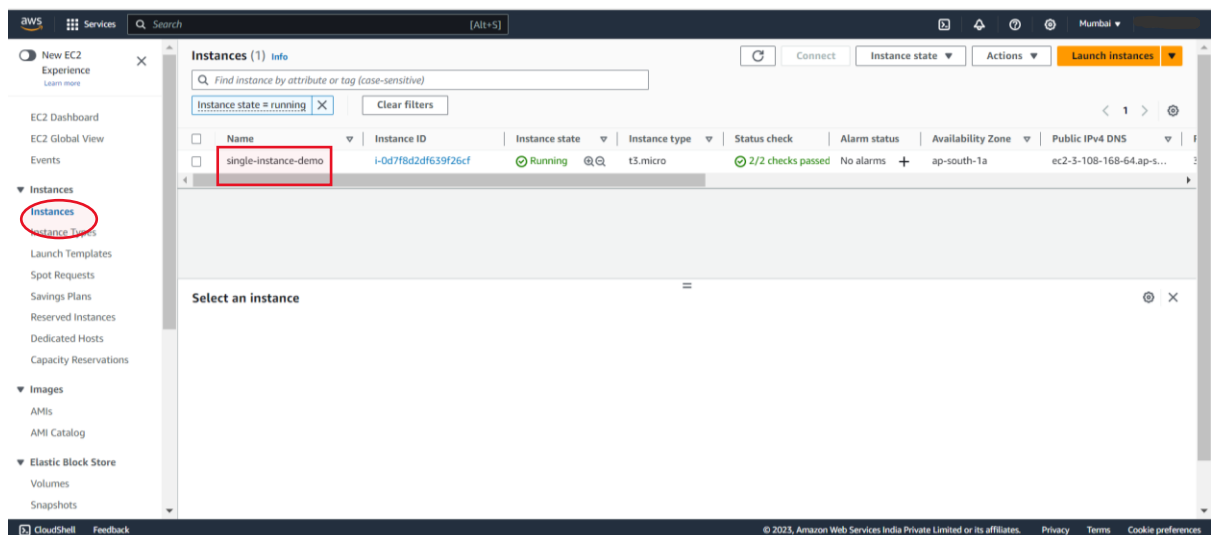 aws Services Search [Alt+S] Mumbai
New EC2
Experience
Learn more
EC2 Dashboard
EC2 Global View
Events
Instances
Instances
Instance Types
Launch Templates
Spot Requests
Savings Plans
Reserved Instances
Dedicated Hosts
Capacity Reservations
Images
AMIs
AMI Catalog
Elastic Block Store
Volumes
Snapshots
Instances (1) Info Connect Instance state Actions Launch instances
Find instance by attribute or tag (case-sensitive)
Instance state = running Clear filters
1
Name Instance ID Instance state Instance type Status check Alarm status Availability Zone Public IPv4 DNS
single-instance-demo i-0d7f8d2df639f26cf Running t3.micro 2/2 checks passed No alarms ap-south-1a ec2-3-108-168-64.ap-s...
Select an instance
CloudShell Feedback © 2023, Amazon Web Services India Private Limited or its affiliates. Privacy Terms Cookie preferences